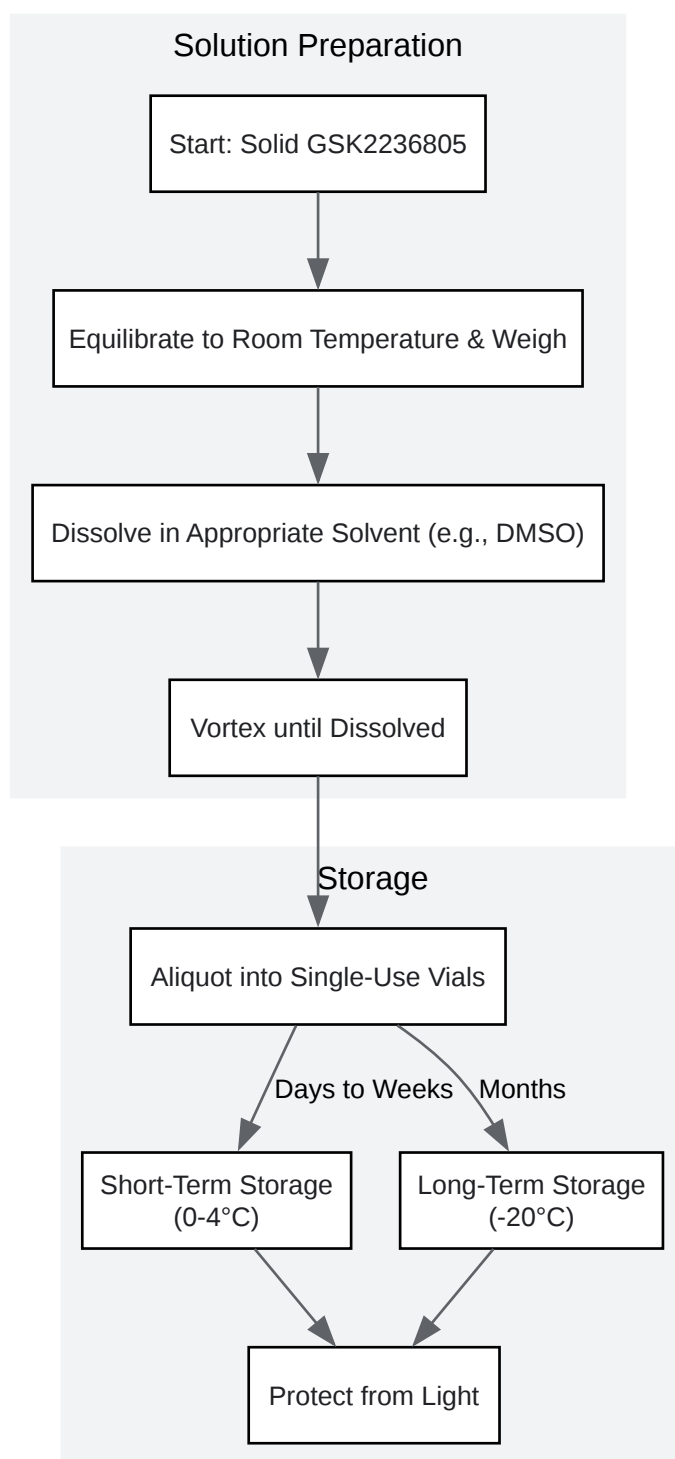 Solution Preparation
Start: Solid GSK2236805
Equilibrate to Room Temperature & Weigh
Dissolve in Appropriate Solvent (e.g., DMSO)
Vortex until Dissolved
Storage
Aliquot into Single-Use Vials
Days to Weeks
Months
Short-Term Storage
(0-4°C)
Long-Term Storage
(-20°C)
Protect from Light